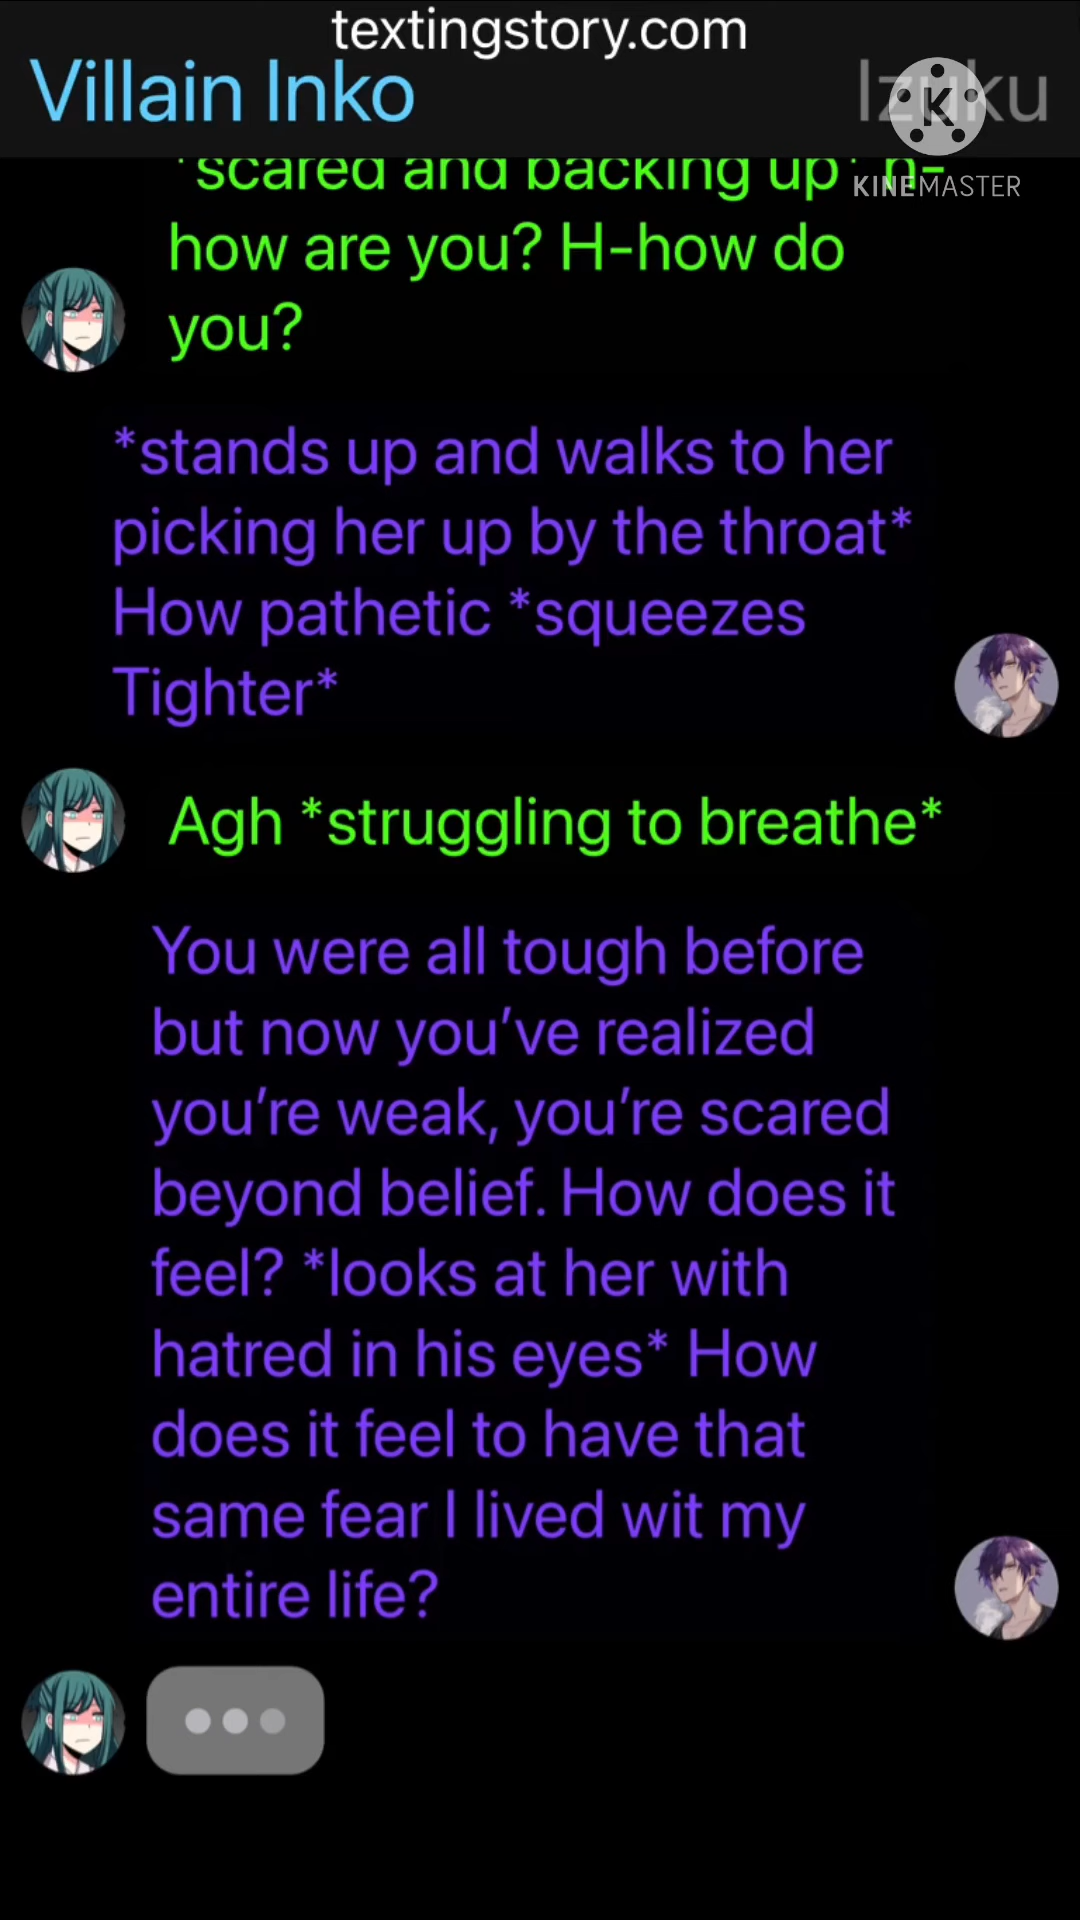 textingstory.com
Villain Inko
Izuku
K
KINEMASTER
*scared and backing up* h-
how are you? H-how do
you?
*stands up and walks to her
picking her up by the throat*
How pathetic *squeezes
Tighter*
Agh *struggling to breathe*
You were all tough before
but now you’ve realized
you’re weak, you’re scared
beyond belief. How does it
feel? *looks at her with
hatred in his eyes* How
does it feel to have that
same fear I lived wit my
entire life?